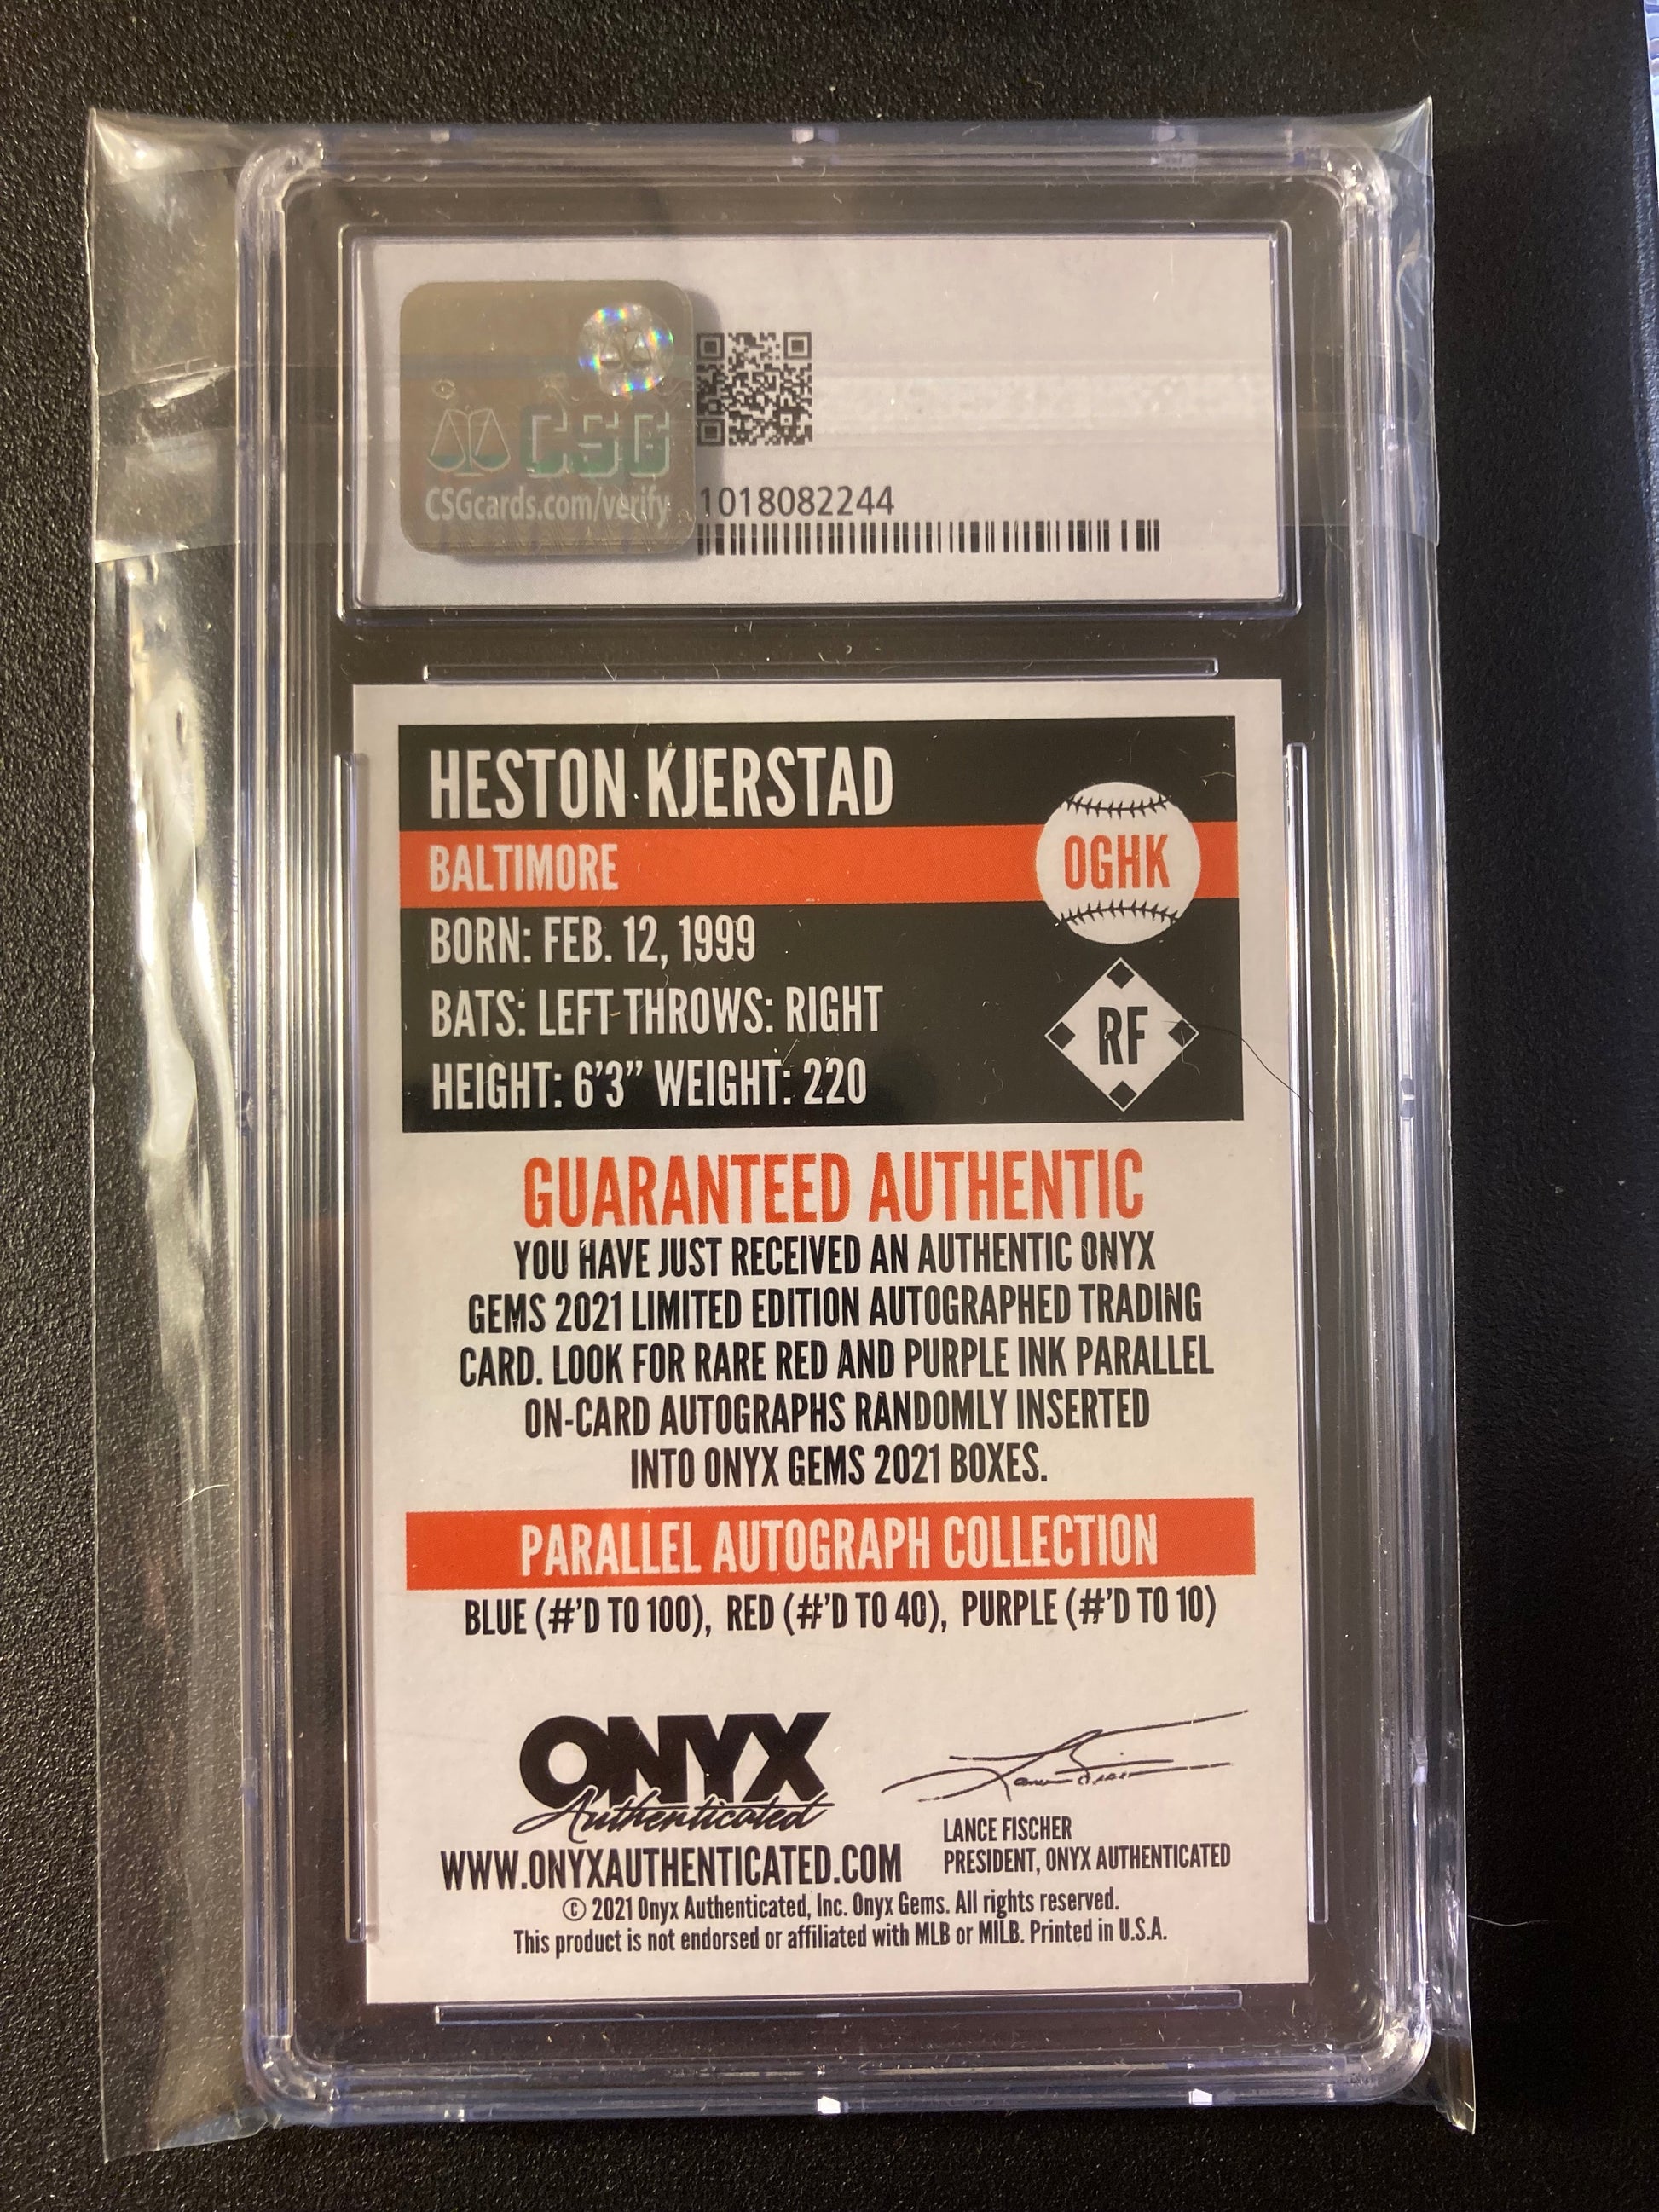 CSG
CSGcards.com/verify
1018082244
HESTON KJERSTAD
BALTIMORE
OGHK
BORN: FEB. 12, 1999
BATS: LEFT THROWS: RIGHT
RF
HEIGHT: 6'3" WEIGHT: 220
GUARANTEED AUTHENTIC
YOU HAVE JUST RECEIVED AN AUTHENTIC ONYX
GEMS 2021 LIMITED EDITION AUTOGRAPHED TRADING
CARD. LOOK FOR RARE RED AND PURPLE INK PARALLEL
ON-CARD AUTOGRAPHS RANDOMLY INSERTED
INTO ONYX GEMS 2021 BOXES.
PARALLEL AUTOGRAPH COLLECTION
BLUE (#'D TO 100), RED (#'D TO 40), PURPLE (#'D TO 10)
ONYX
Authenticated
WWW.ONYXAUTHENTICATED.COM
LANCE FISCHER
PRESIDENT, ONYX AUTHENTICATED
© 2021 Onyx Authenticated, Inc. Onyx Gems. All rights reserved.
This product is not endorsed or affiliated with MLB or MILB. Printed in U.S.A.